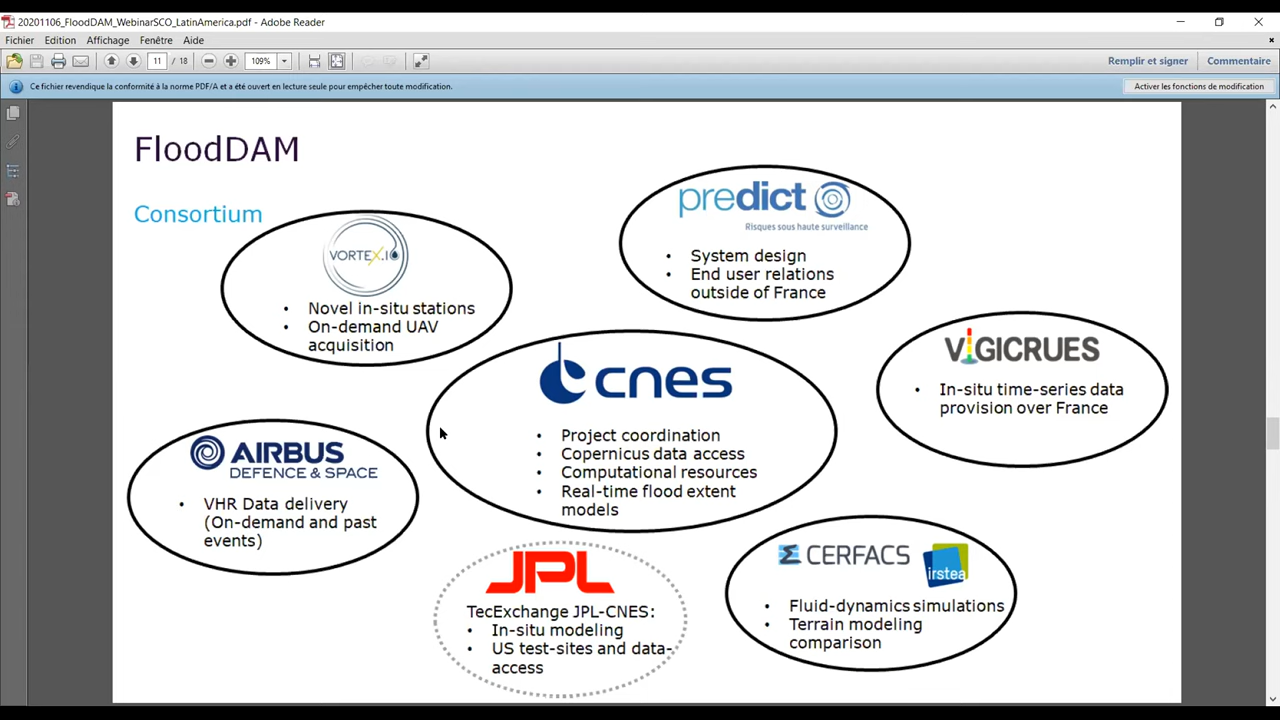 20201106_FloodDAM_WebinarSCO_LatinAmerica.pdf - Adobe Reader
Fichier Edition Affichage Fenêtre Aide
11 / 18 109% Remplir et signer Commentaire
Ce fichier revendique la conformité à la norme PDF/A et a été ouvert en lecture seule pour empêcher toute modification. Activer les fonctions de modification
FloodDAM
Consortium
VORTEX.IO
• Novel in-situ stations
• On-demand UAV
acquisition
predict
Risques sous haute surveillance
• System design
• End user relations
outside of France
cnes
• Project coordination
• Copernicus data access
• Computational resources
• Real-time flood extent
models
VIGICRUES
• In-situ time-series data
provision over France
AIRBUS
DEFENCE & SPACE
• VHR Data delivery
(On-demand and past
events)
JPL
TecExchange JPL-CNES:
• In-situ modeling
• US test-sites and data-
access
CERFACS irstea
• Fluid-dynamics simulations
• Terrain modeling
comparison